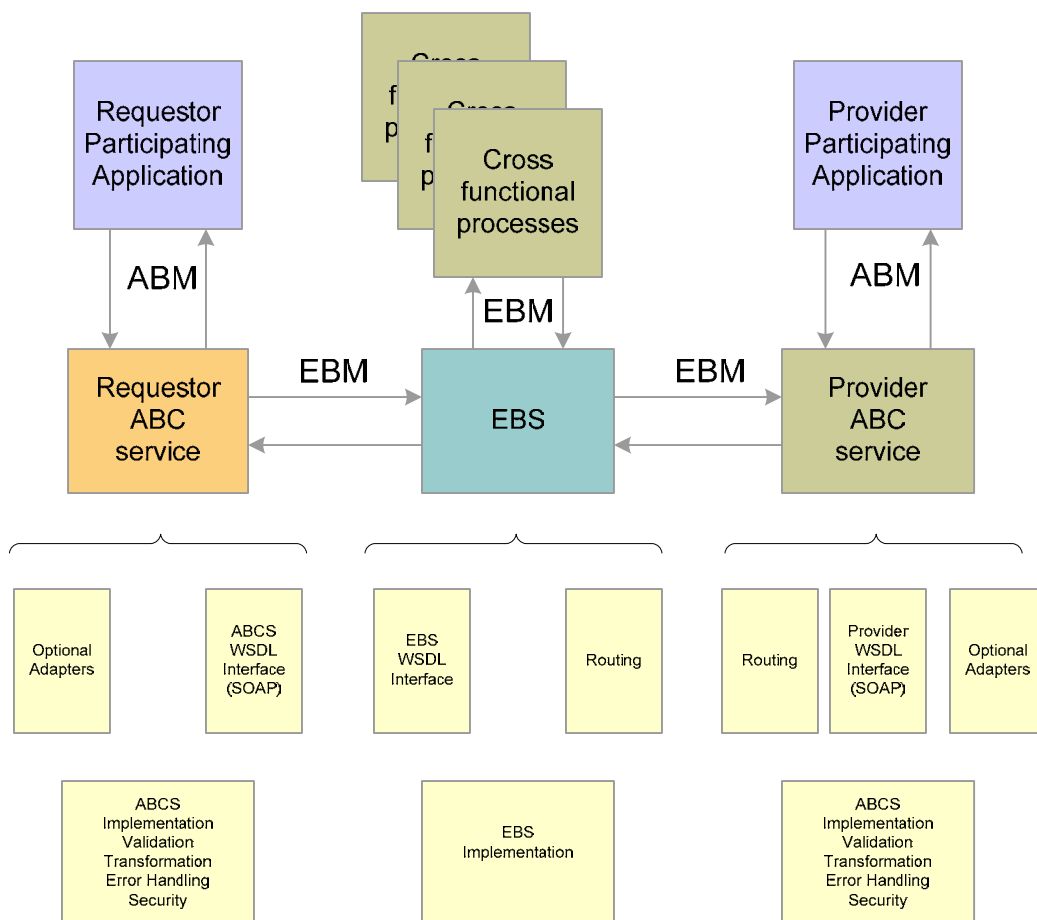 Requestor
Participating
Application
Cross
f
p
Cross
f
p
Cross
functional
processes
Provider
Participating
Application
ABM
EBM
ABM
Requestor
ABC
service
EBM
EBS
EBM
Provider
ABC
service
Optional
Adapters
ABCS
WSDL
Interface
(SOAP)
EBS
WSDL
Interface
Routing
Routing
Provider
WSDL
Interface
(SOAP)
Optional
Adapters
ABCS
Implementation
Validation
Transformation
Error Handling
Security
EBS
Implementation
ABCS
Implementation
Validation
Transformation
Error Handling
Security